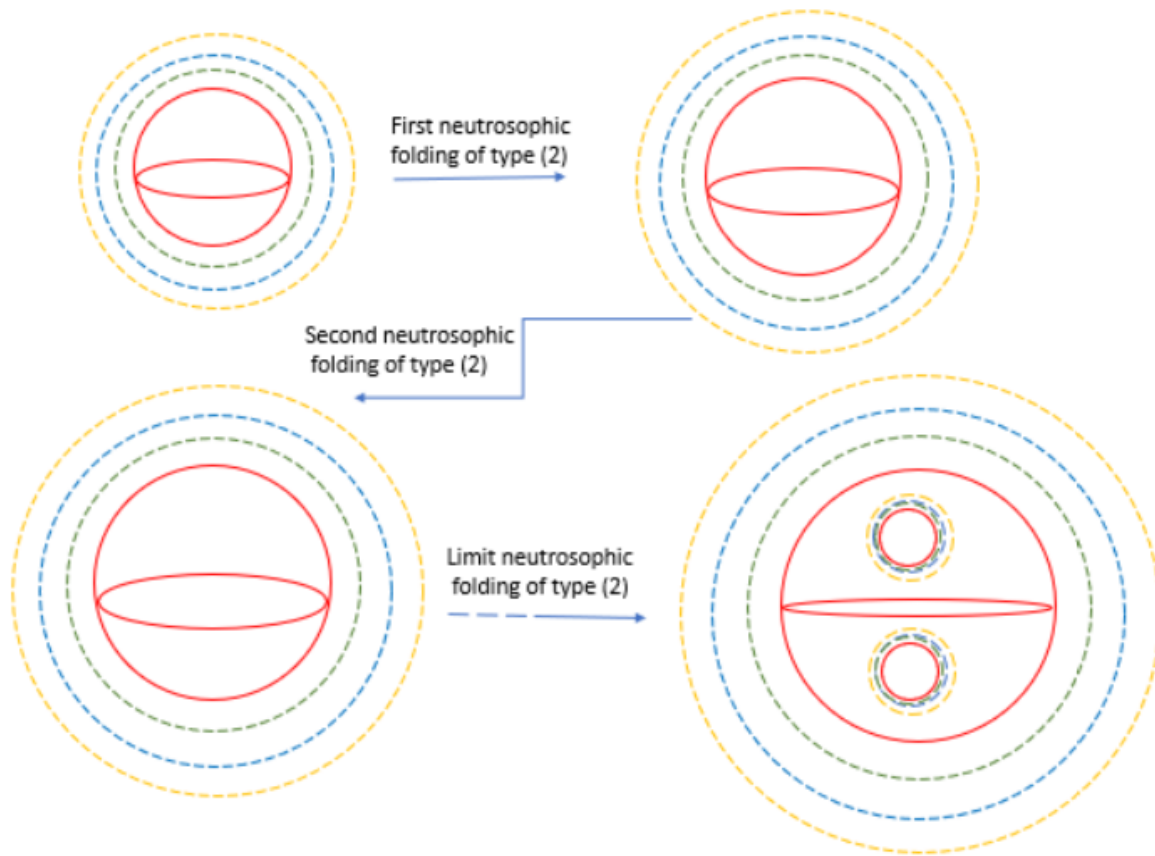 First neutrosophic
folding of type (2)
Second neutrosophic
folding of type (2)
Limit neutrosophic
folding of type (2)